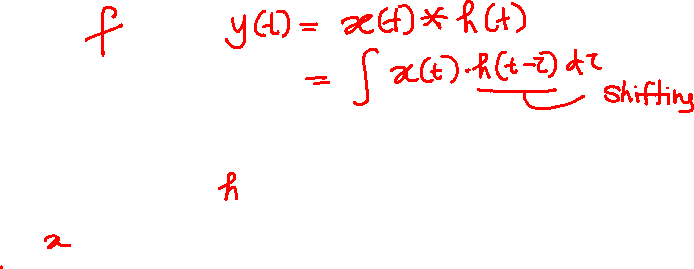 f y(t) = x(t) * h(t)
= ∫ x(t) · h(t-τ) dτ
shifting
h
x